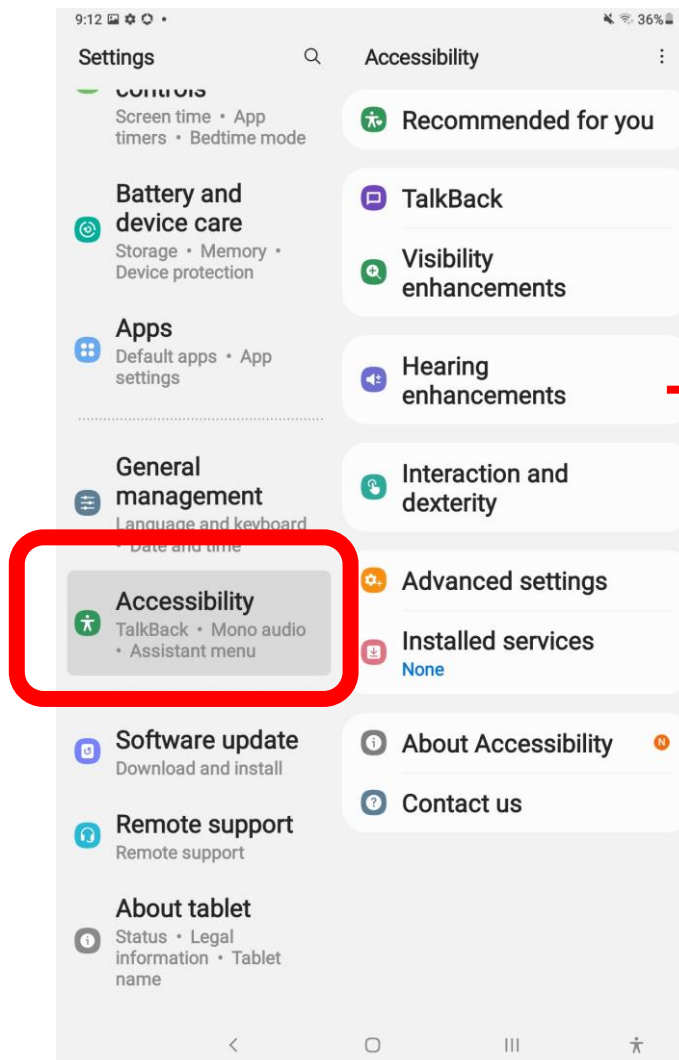 9:12
36%
Settings
Accessibility
controls
Screen time • App
timers • Bedtime mode
Battery and
device care
Storage • Memory •
Device protection
Apps
Default apps • App
settings
General
management
Language and keyboard
• Date and time
Accessibility
TalkBack • Mono audio
• Assistant menu
Software update
Download and install
Remote support
Remote support
About tablet
Status • Legal
information • Tablet
name
Recommended for you
TalkBack
Visibility
enhancements
Hearing
enhancements
Interaction and
dexterity
Advanced settings
Installed services
None
About Accessibility
N
Contact us